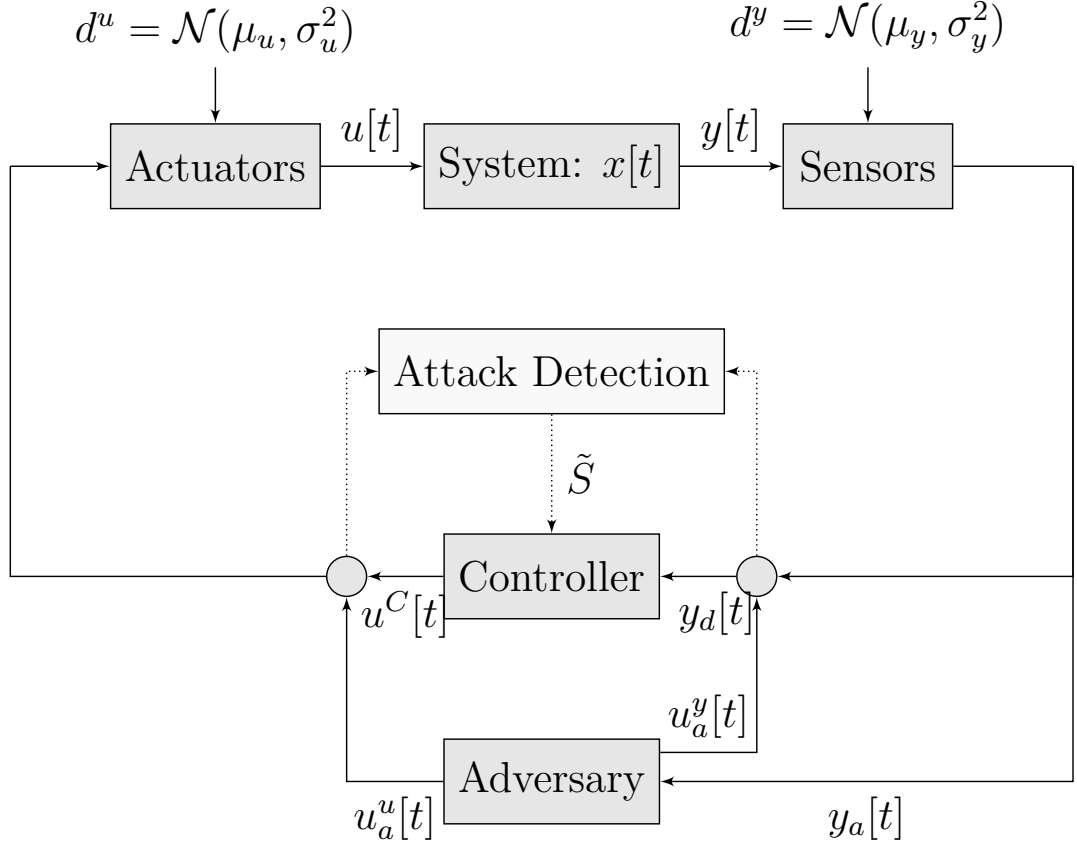 d^u = 𝒩(μ_u, σ_u^2)
d^y = 𝒩(μ_y, σ_y^2)
Actuators
u[t]
System: x[t]
y[t]
Sensors
Attack Detection
S̃
Controller
u^C[t]
y_d[t]
u_a^y[t]
Adversary
u_a^u[t]
y_a[t]